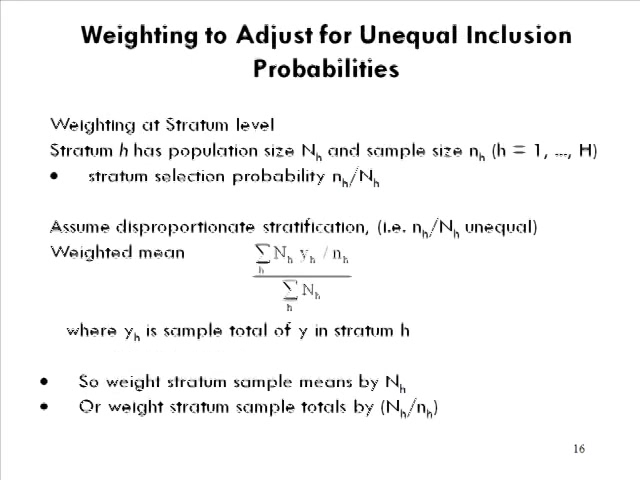 Weighting to Adjust for Unequal Inclusion
Probabilities
Weighting at Stratum level
Stratum h has population size Nₕ and sample size nₕ (h = 1, ..., H)
• stratum selection probability nₕ/Nₕ
Assume disproportionate stratification, (i.e. nₕ/Nₕ unequal)
Weighted mean
∑ Nₕ yₕ / nₕ
h
∑ Nₕ
h
where yₕ is sample total of y in stratum h
• So weight stratum sample means by Nₕ
• Or weight stratum sample totals by (Nₕ/nₕ)
16